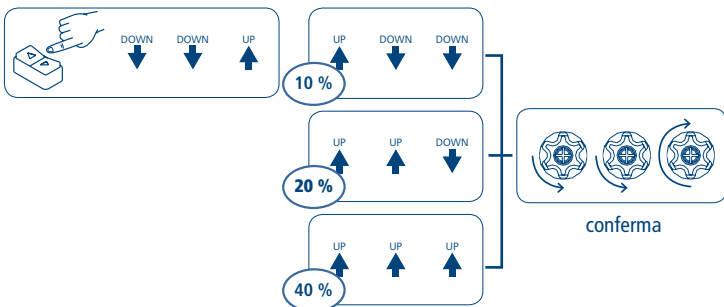 DOWN DOWN UP
UP DOWN DOWN
10 %
UP UP DOWN
20 %
UP UP UP
40 %
conferma